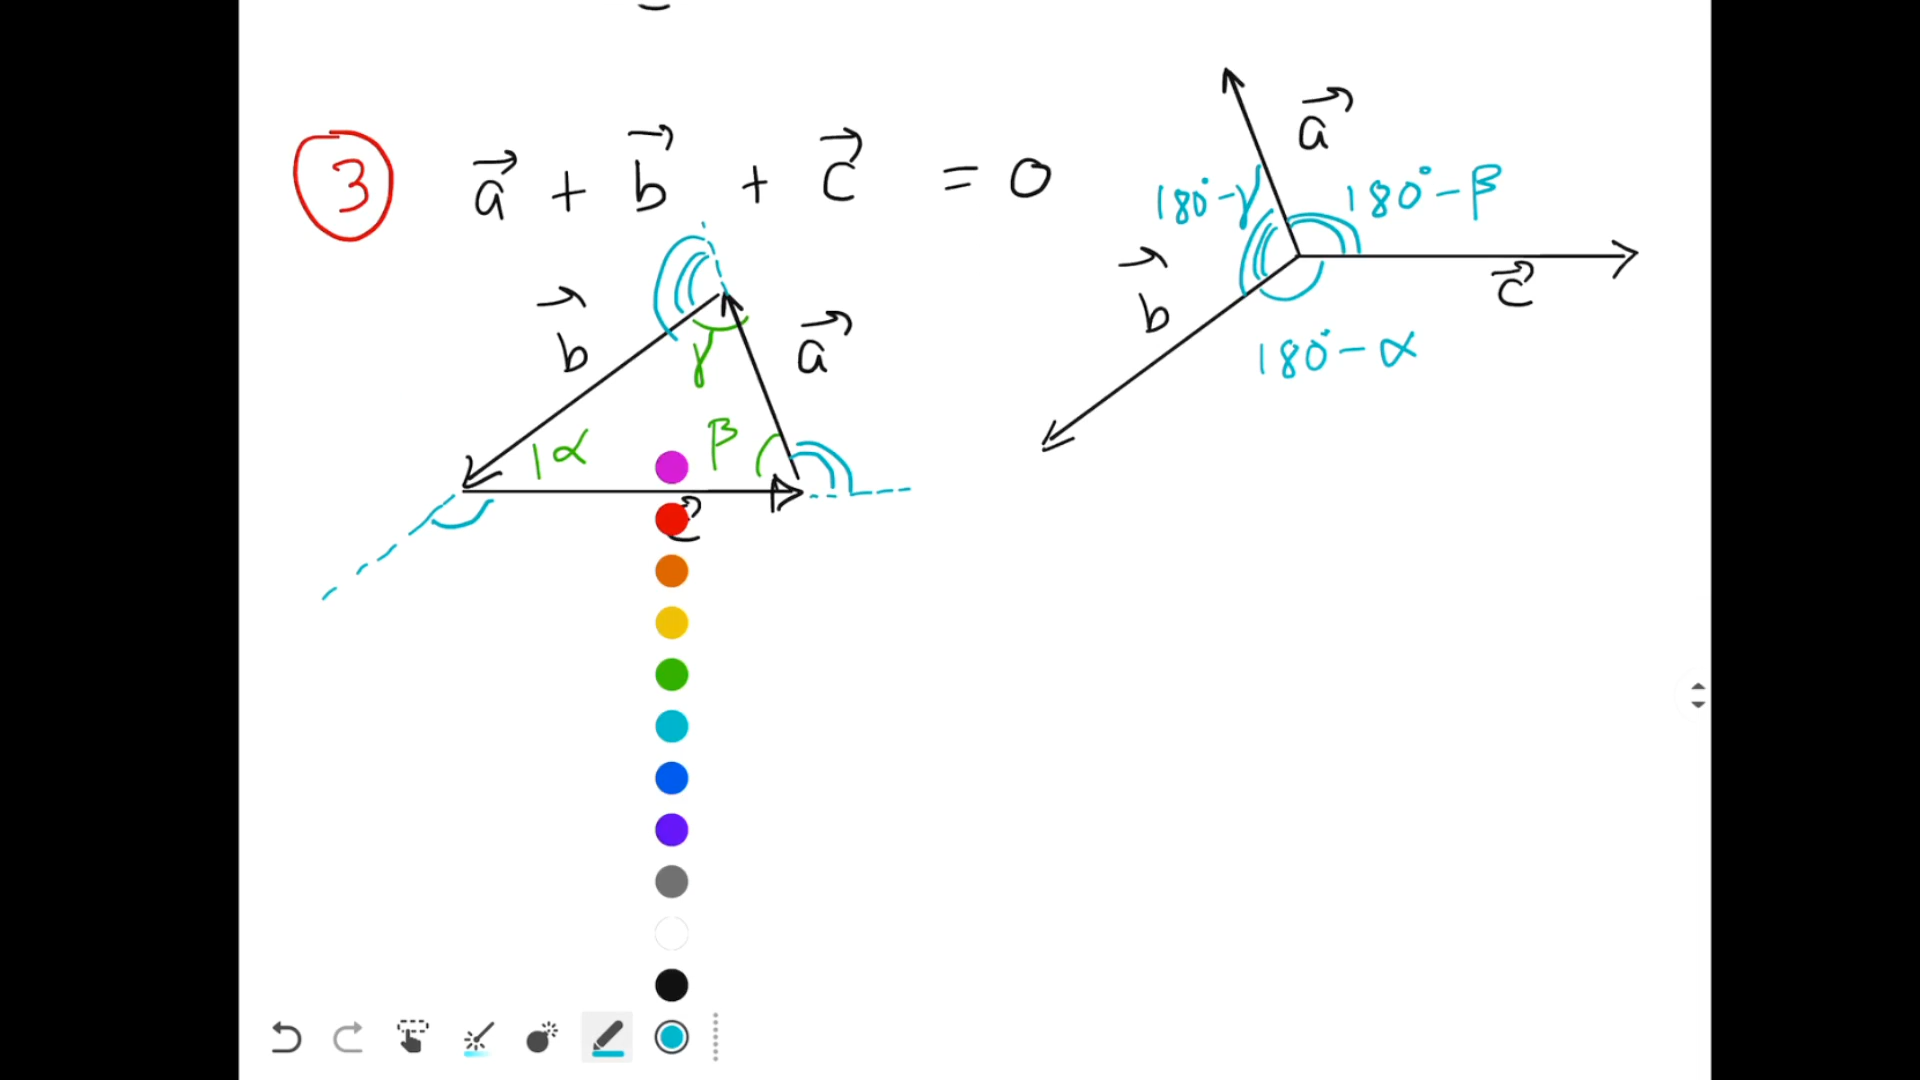 ③ a⃗ + b⃗ + c⃗ = 0
a⃗
180°-γ
180°-β
b⃗
c⃗
180°-α
b⃗
γ
a⃗
α
β
c⃗